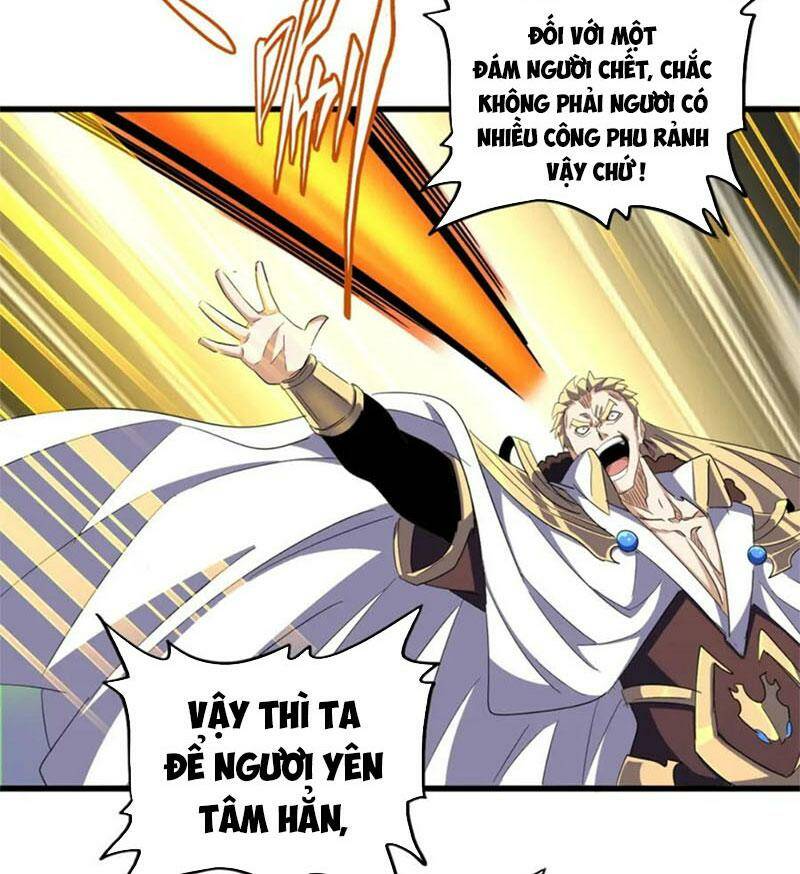 ĐỐI VỚI MỘT
ĐÁM NGƯỜI CHẾT, CHẮC
KHÔNG PHẢI NGƯƠI CÓ
NHIỀU CÔNG PHU RẢNH
VẬY CHỨ!
VẬY THÌ TA
ĐỂ NGƯƠI YÊN
TÂM HẲN,